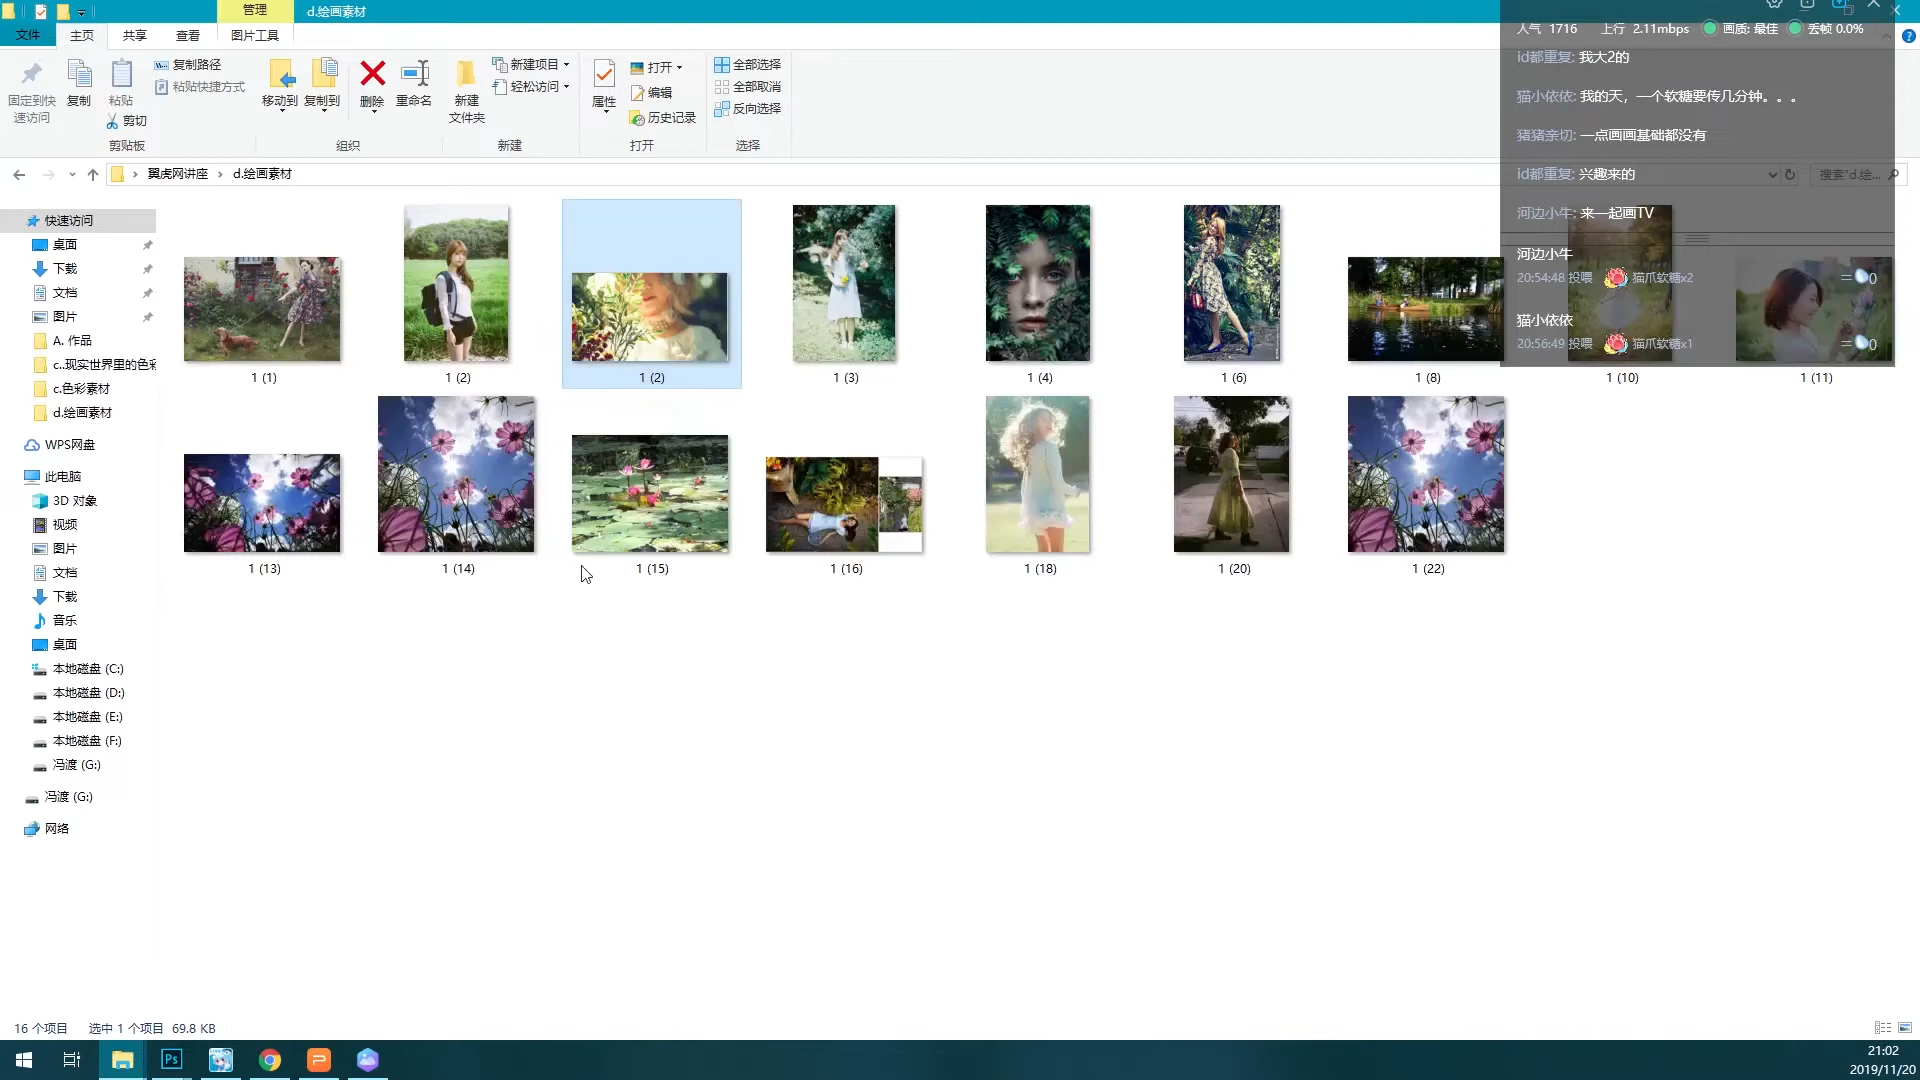 管理
d.绘画素材
文件
主页
共享
查看
图片工具
固定到快
速访问
复制
粘贴
复制路径
粘贴快捷方式
剪切
剪贴板
移动到
复制到
删除
重命名
组织
新建
文件夹
新建项目
轻松访问
新建
属性
打开
编辑
历史记录
打开
全部选择
全部取消
反向选择
选择
人气 1716 上行 2.11mbps 画质: 最佳 丢帧 0.0%
id都重复: 我大2的
猫小依依: 我的天，一个软糖要传几分钟。。。
猪猪亲切: 一点画画基础都没有
id都重复: 兴趣来的
河边小牛: 来一起画TV
河边小牛
20:54:48 投喂 猫爪软糖x2 =0
猫小依依
20:56:49 投喂 猫爪软糖x1 =0
翼虎网讲座 › d.绘画素材
搜索"d.绘...
快速访问
桌面
下载
文档
图片
A. 作品
c..现实世界里的色彩
c.色彩素材
d.绘画素材
WPS网盘
此电脑
3D 对象
视频
图片
文档
下载
音乐
桌面
本地磁盘 (C:)
本地磁盘 (D:)
本地磁盘 (E:)
本地磁盘 (F:)
冯渡 (G:)
冯渡 (G:)
网络
1 (1)
1 (2)
1 (2)
1 (3)
1 (4)
1 (6)
1 (8)
1 (10)
1 (11)
1 (13)
1 (14)
1 (15)
1 (16)
1 (18)
1 (20)
1 (22)
16 个项目 选中 1 个项目 69.8 KB
Ps
21:02
2019/11/20